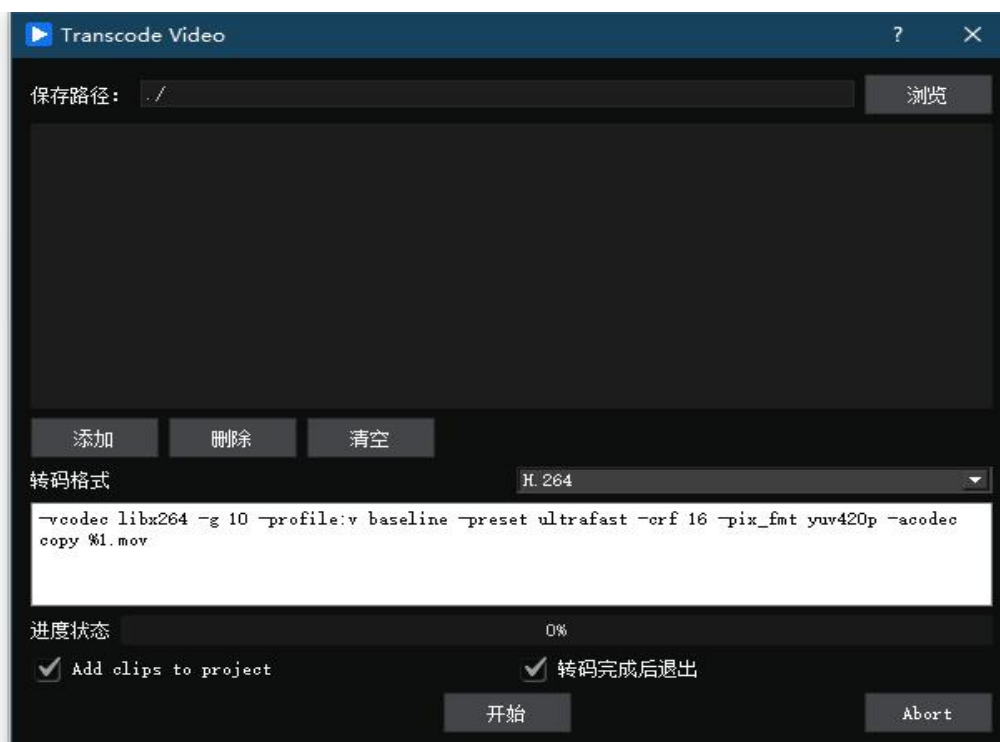 Transcode Video ?
保存路径： ./ 浏览
添加 删除 清空
转码格式 H.264
-vcodec libx264 -g 10 -profile:v baseline -preset ultrafast -crf 16 -pix_fmt yuv420p -acodec
copy %1.mov
进度状态 0%
Add clips to project 转码完成后退出
开始 Abort